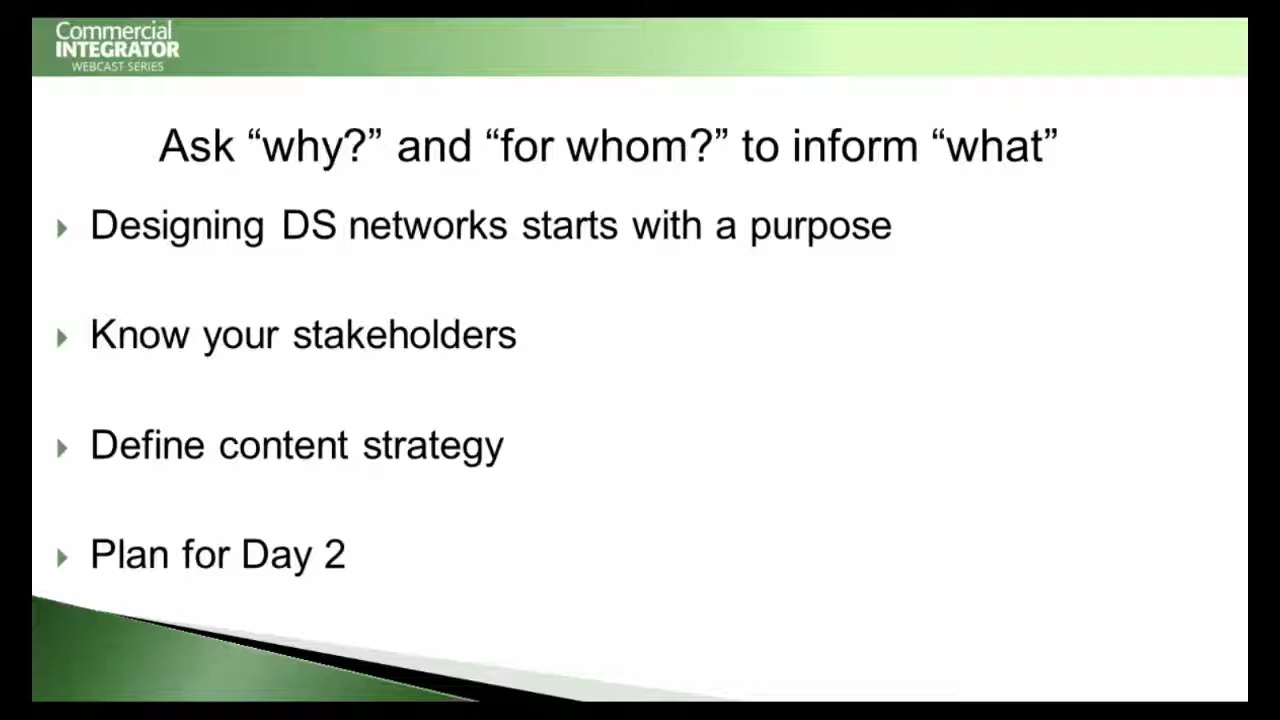 Commercial
INTEGRATOR
WEBCAST SERIES
Ask “why?” and “for whom?” to inform “what”
Designing DS networks starts with a purpose
Know your stakeholders
Define content strategy
Plan for Day 2